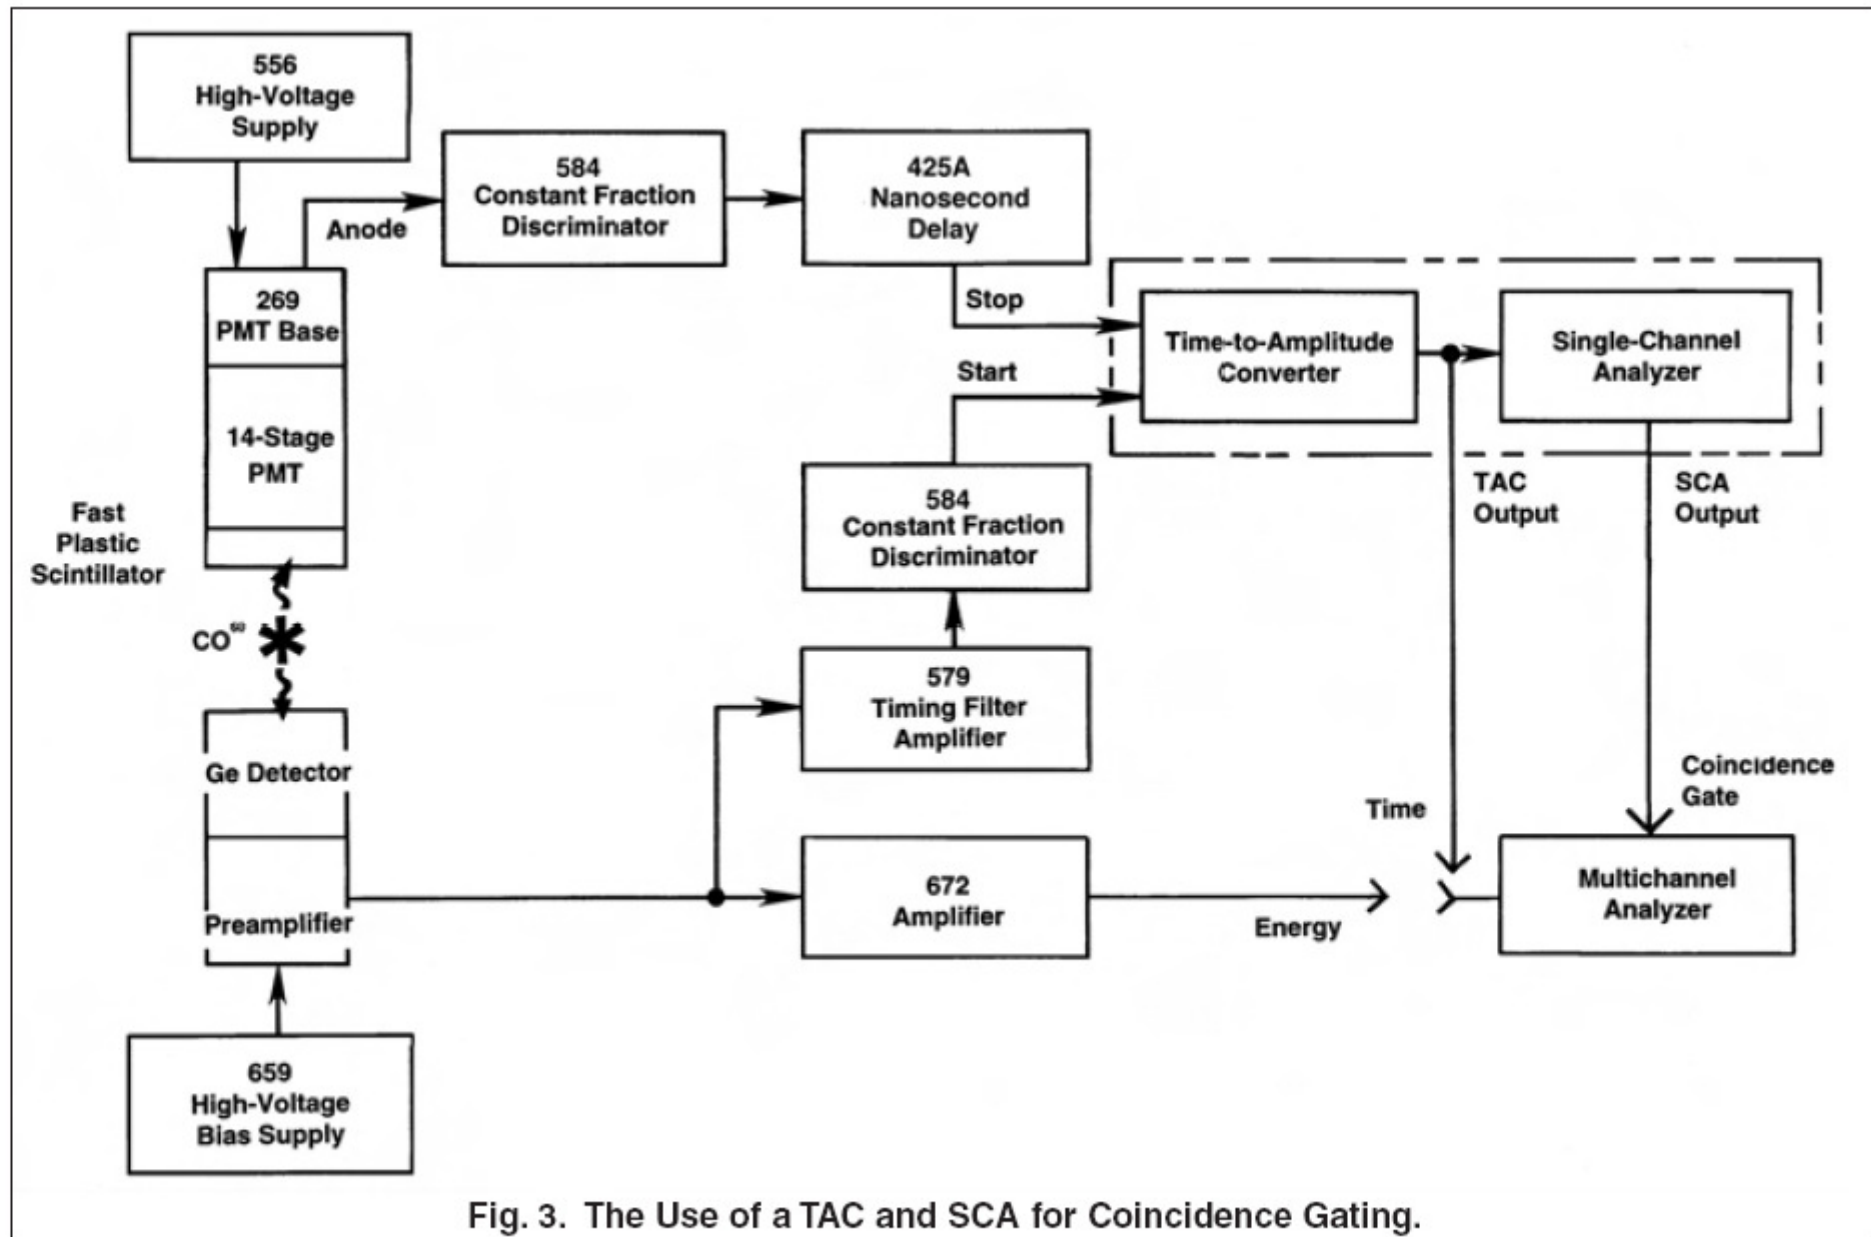 556
High-Voltage
Supply
584
Constant Fraction
Discriminator
425A
Nanosecond
Delay
Anode
269
PMT Base
14-Stage
PMT
Fast
Plastic
Scintillator
CO⁶⁰
Ge Detector
Preamplifier
659
High-Voltage
Bias Supply
Stop
Start
Time-to-Amplitude
Converter
Single-Channel
Analyzer
584
Constant Fraction
Discriminator
TAC
Output
SCA
Output
579
Timing Filter
Amplifier
672
Amplifier
Energy
Time
Coincidence
Gate
Multichannel
Analyzer
Fig. 3. The Use of a TAC and SCA for Coincidence Gating.